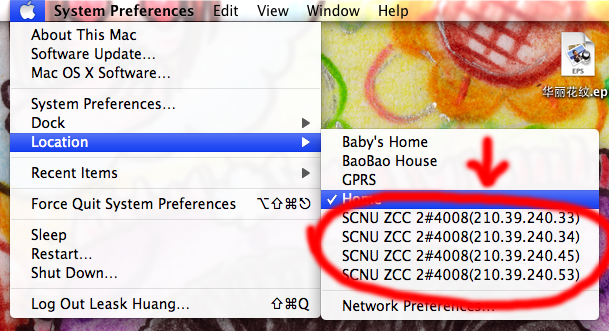 System Preferences Edit View Window Help
About This Mac
Software Update...
Mac OS X Software...
System Preferences...
Dock
Location
Recent Items
Force Quit System Preferences ⌥⇧⌘⎋
Sleep
Restart...
Shut Down...
Log Out Leask Huang... ⇧⌘Q
Baby's Home
BaoBao House
GPRS
✓ Home
SCNU ZCC 2#4008(210.39.240.33)
SCNU ZCC 2#4008(210.39.240.34)
SCNU ZCC 2#4008(210.39.240.45)
SCNU ZCC 2#4008(210.39.240.53)
Network Preferences...
EPS
华丽花纹.ep